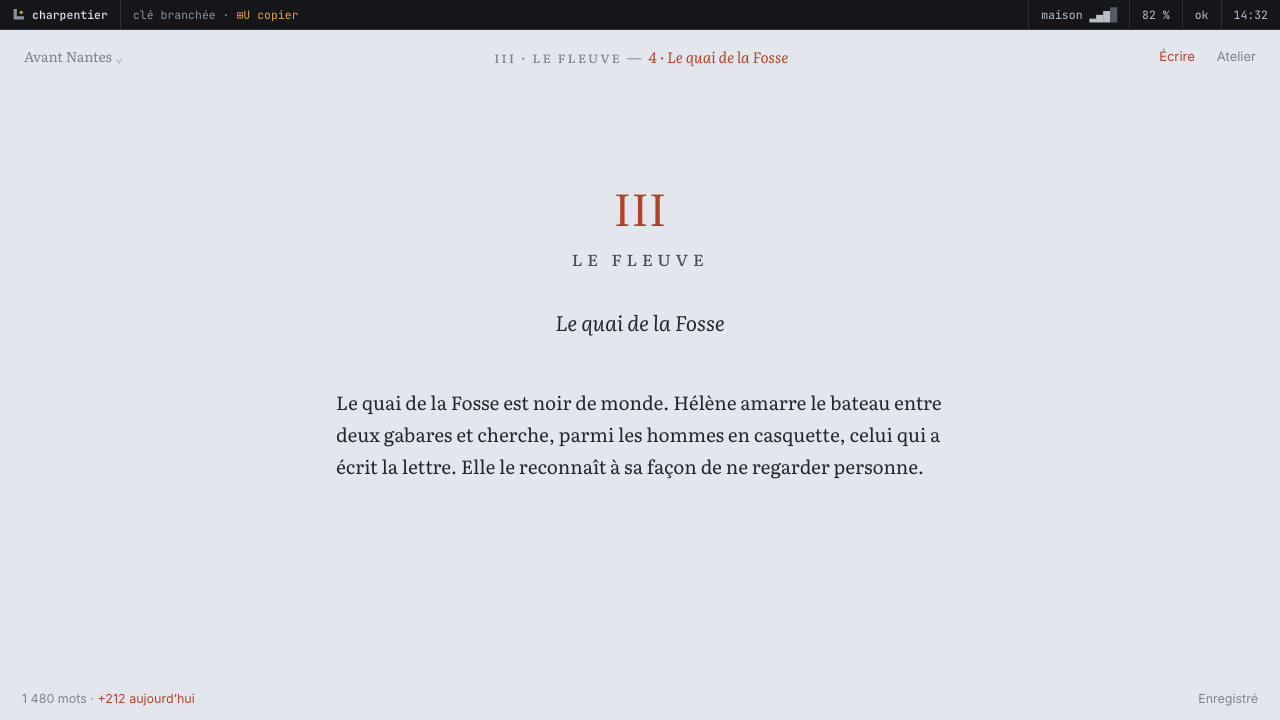 charpentier clé branchée · ⊞U copier maison 82 % ok 14:32
Avant Nantes III · LE FLEUVE — 4 · Le quai de la Fosse Écrire Atelier
III
LE FLEUVE
Le quai de la Fosse
Le quai de la Fosse est noir de monde. Hélène amarre le bateau entre
deux gabares et cherche, parmi les hommes en casquette, celui qui a
écrit la lettre. Elle le reconnaît à sa façon de ne regarder personne.
1 480 mots · +212 aujourd’hui Enregistré